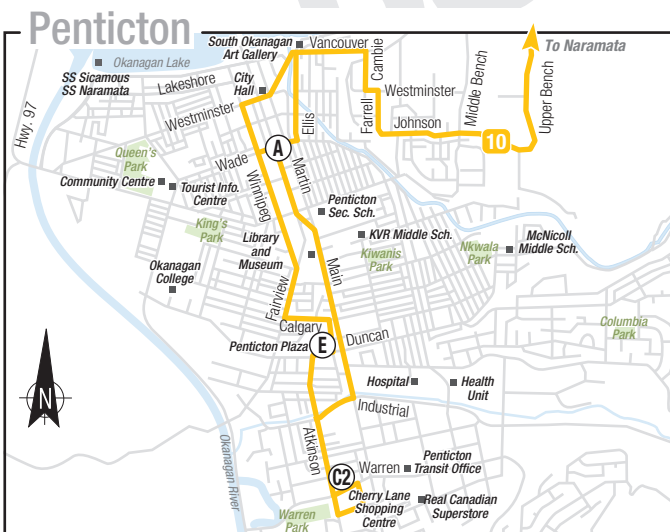 Penticton
South Okanagan
Art Gallery
Vancouver
To Naramata
Okanagan Lake
SS Sicamous
SS Naramata
Lakeshore
City
Hall
Cambie
Westminster
Middle Bench
Upper Bench
Hwy. 97
Westminster
Ellis
Farrell
Johnson
10
Queen's
Park
Wade
A
Martin
Community Centre
Tourist Info.
Centre
Winnipeg
Penticton
Sec. Sch.
King's
Park
KVR Middle Sch.
McNicoll
Middle Sch.
Nkwala
Park
Library
and
Museum
Main
Kiwanis
Park
Okanagan
College
Fairview
Columbia
Park
Calgary
Duncan
Penticton Plaza
E
Hospital
Health
Unit
N
Industrial
Okanagan River
Atkinson
Warren
Penticton
Transit Office
C2
Cherry Lane
Shopping
Centre
Real Canadian
Superstore
Warren
Park